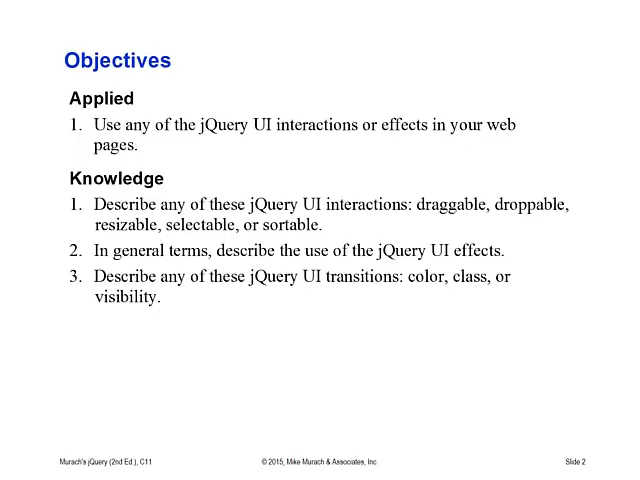 Objectives
Applied
1. Use any of the jQuery UI interactions or effects in your web
pages.
Knowledge
1. Describe any of these jQuery UI interactions: draggable, droppable,
resizable, selectable, or sortable.
2. In general terms, describe the use of the jQuery UI effects.
3. Describe any of these jQuery UI transitions: color, class, or
visibility.
Murach's jQuery (2nd Ed.), C11 © 2015, Mike Murach & Associates, Inc. Slide 2